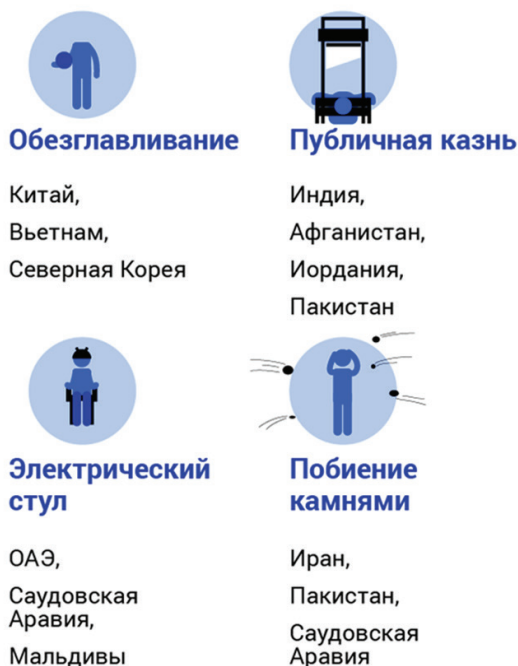 Обезглавливание
Китай,
Вьетнам,
Северная Корея
Публичная казнь
Индия,
Афганистан,
Иордания,
Пакистан
Электрический
стул
ОАЭ,
Саудовская
Аравия,
Мальдивы
Побиение
камнями
Иран,
Пакистан,
Саудовская
Аравия